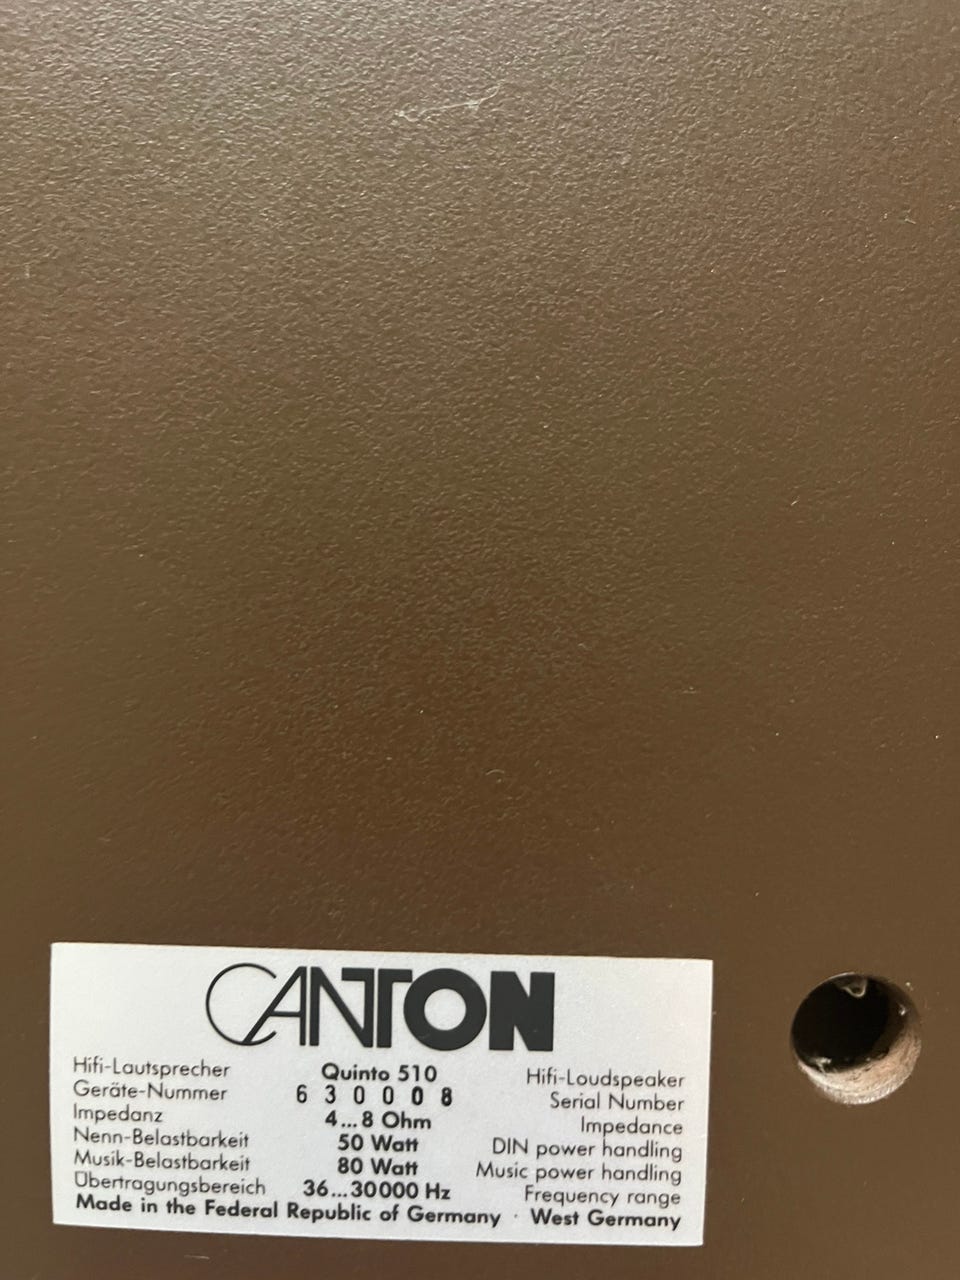 CANTON
Hifi-Lautsprecher Quinto 510 Hifi-Loudspeaker
Geräte-Nummer 6 3 0 0 0 8 Serial Number
Impedanz 4...8 Ohm Impedance
Nenn-Belastbarkeit 50 Watt DIN power handling
Musik-Belastbarkeit 80 Watt Music power handling
Übertragungsbereich 36...30000 Hz Frequency range
Made in the Federal Republic of Germany · West Germany